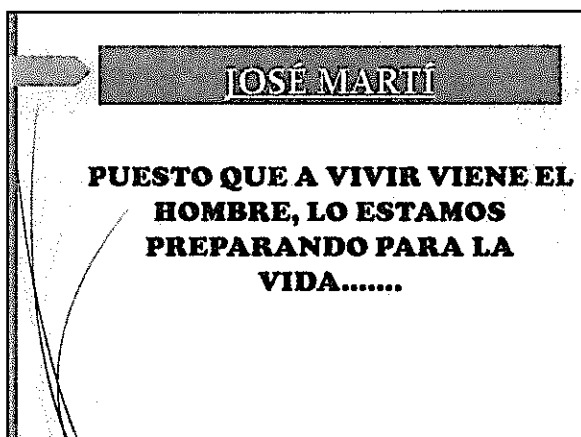 JOSÉ MARTÍ
PUESTO QUE A VIVIR VIENE EL
HOMBRE, LO ESTAMOS
PREPARANDO PARA LA
VIDA.......